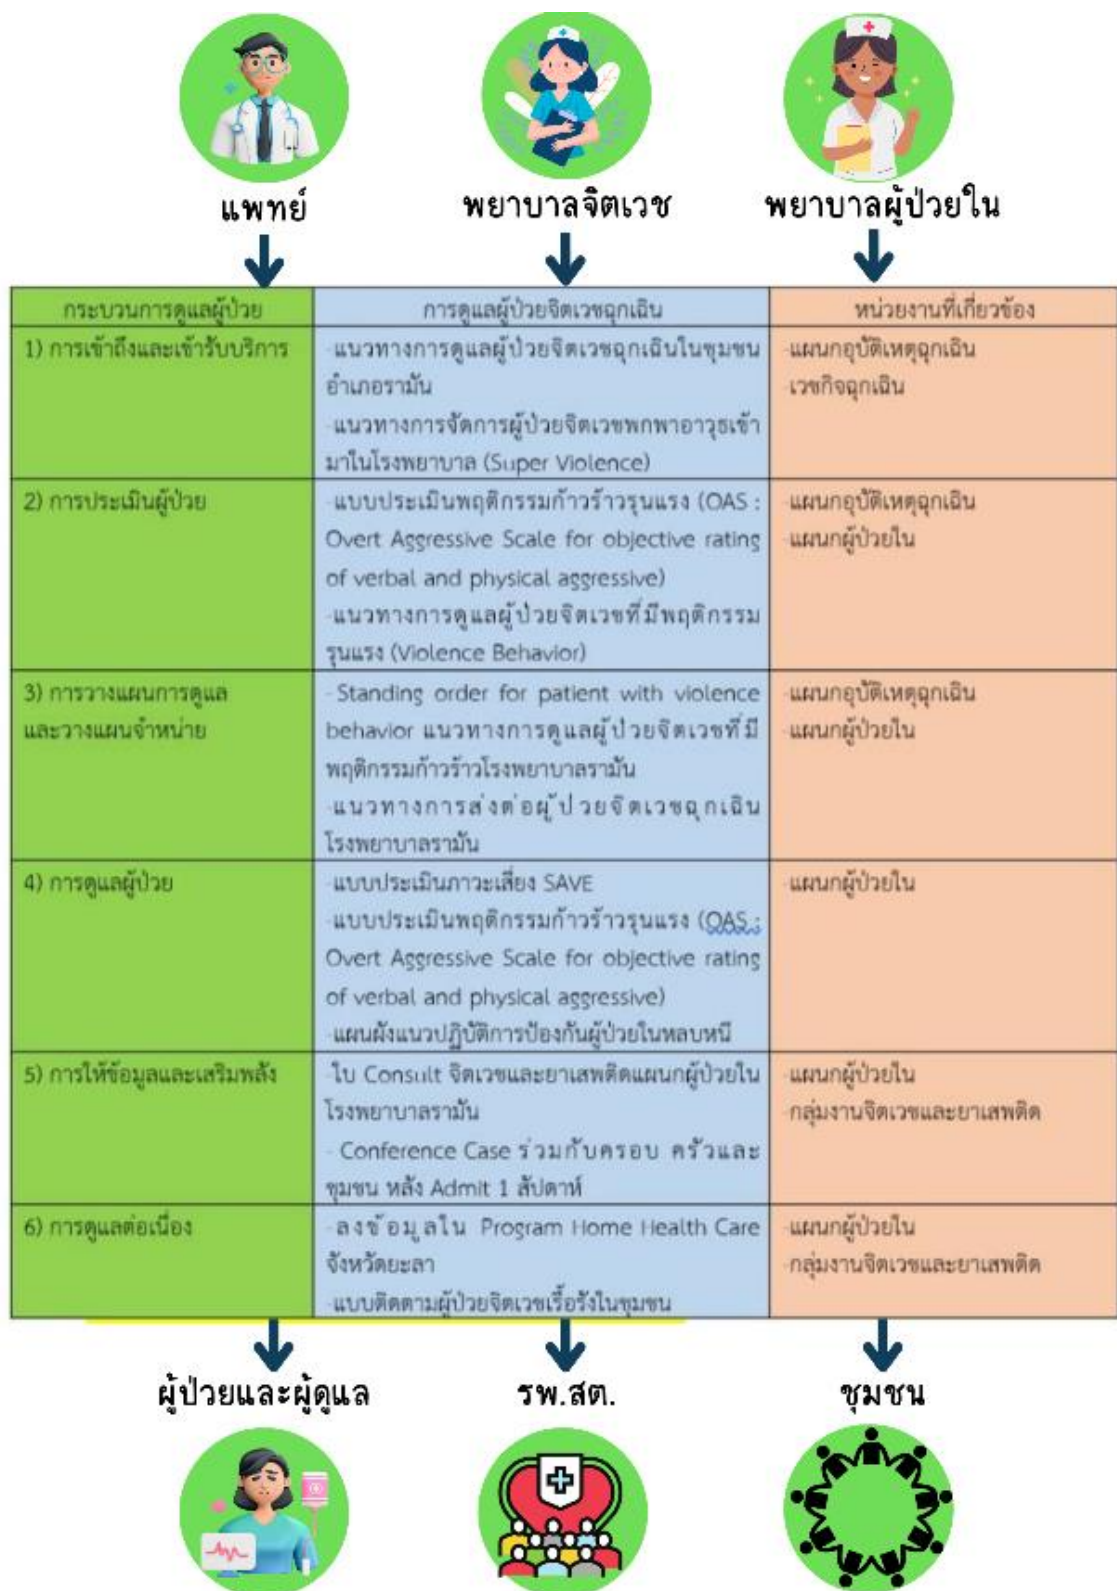 แพทย์
พยาบาลจิตเวช
พยาบาลผู้ป่วยใน
กระบวนการดูแลผู้ป่วย
การดูแลผู้ป่วยจิตเวชฉุกเฉิน
หน่วยงานที่เกี่ยวข้อง
1) การเข้าถึงและเข้ารับบริการ
-แนวทางการดูแลผู้ป่วยจิตเวชฉุกเฉินในชุมชน
อำเภอรามัน
-แนวทางการจัดการผู้ป่วยจิตเวชพกพาอาวุธเข้า
มาในโรงพยาบาล (Super Violence)
-แผนกอุบัติเหตุฉุกเฉิน
-เวชกิจฉุกเฉิน
2) การประเมินผู้ป่วย
-แบบประเมินพฤติกรรมก้าวร้าวรุนแรง (OAS :
Overt Aggressive Scale for objective rating
of verbal and physical aggressive)
-แนวทางการดูแลผู้ป่วยจิตเวชที่มีพฤติกรรม
รุนแรง (Violence Behavior)
-แผนกอุบัติเหตุฉุกเฉิน
-แผนกผู้ป่วยใน
3) การวางแผนการดูแล
และวางแผนจำหน่าย
- Standing order for patient with violence
behavior แนวทางการดูแลผู้ป่วยจิตเวชที่มี
พฤติกรรมก้าวร้าวโรงพยาบาลรามัน
-แนวทางการส่งต่อผู้ป่วยจิตเวชฉุกเฉิน
โรงพยาบาลรามัน
-แผนกอุบัติเหตุฉุกเฉิน
-แผนกผู้ป่วยใน
4) การดูแลผู้ป่วย
-แบบประเมินภาวะเสี่ยง SAVE
-แบบประเมินพฤติกรรมก้าวร้าวรุนแรง (OAS :
Overt Aggressive Scale for objective rating
of verbal and physical aggressive)
-แผนผังแนวปฏิบัติการป้องกันผู้ป่วยในหลบหนี
-แผนกผู้ป่วยใน
5) การให้ข้อมูลและเสริมพลัง
-ใบ Consult จิตเวชและยาเสพติดแผนกผู้ป่วยใน
โรงพยาบาลรามัน
- Conference Case ร่วมกับครอบ ครัวและ
ชุมชน หลัง Admit 1 สัปดาห์
-แผนกผู้ป่วยใน
-กลุ่มงานจิตเวชและยาเสพติด
6) การดูแลต่อเนื่อง
-ลงข้อมูลใน Program Home Health Care
จังหวัดยะลา
-แบบติดตามผู้ป่วยจิตเวชเรื้อรังในชุมชน
-แผนกผู้ป่วยใน
-กลุ่มงานจิตเวชและยาเสพติด
ผู้ป่วยและผู้ดูแล
รพ.สต.
ชุมชน